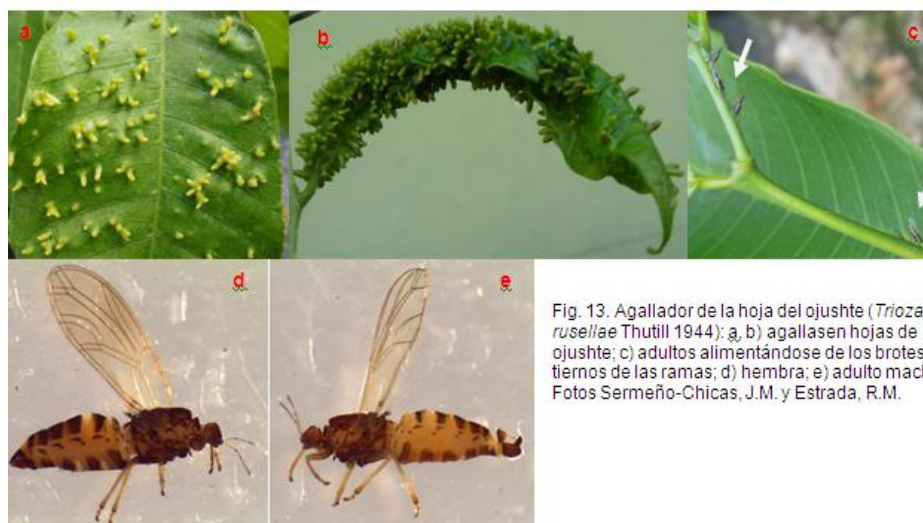 a
b
c
d
e
Fig. 13. Agallador de la hoja del ojushte (Trioza
rusellae Thutill 1944): a, b) agallasen hojas de
ojushte; c) adultos alimentándose de los brotes
tiernos de las ramas; d) hembra; e) adulto mac
Fotos Sermeño-Chicas, J.M. y Estrada, R.M.